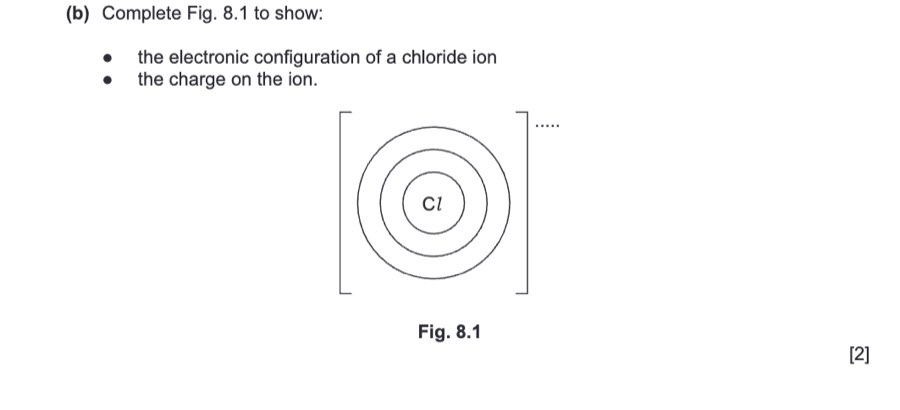 (b) Complete Fig. 8.1 to show:
• the electronic configuration of a chloride ion
• the charge on the ion.
.....
Cl
Fig. 8.1
[2]